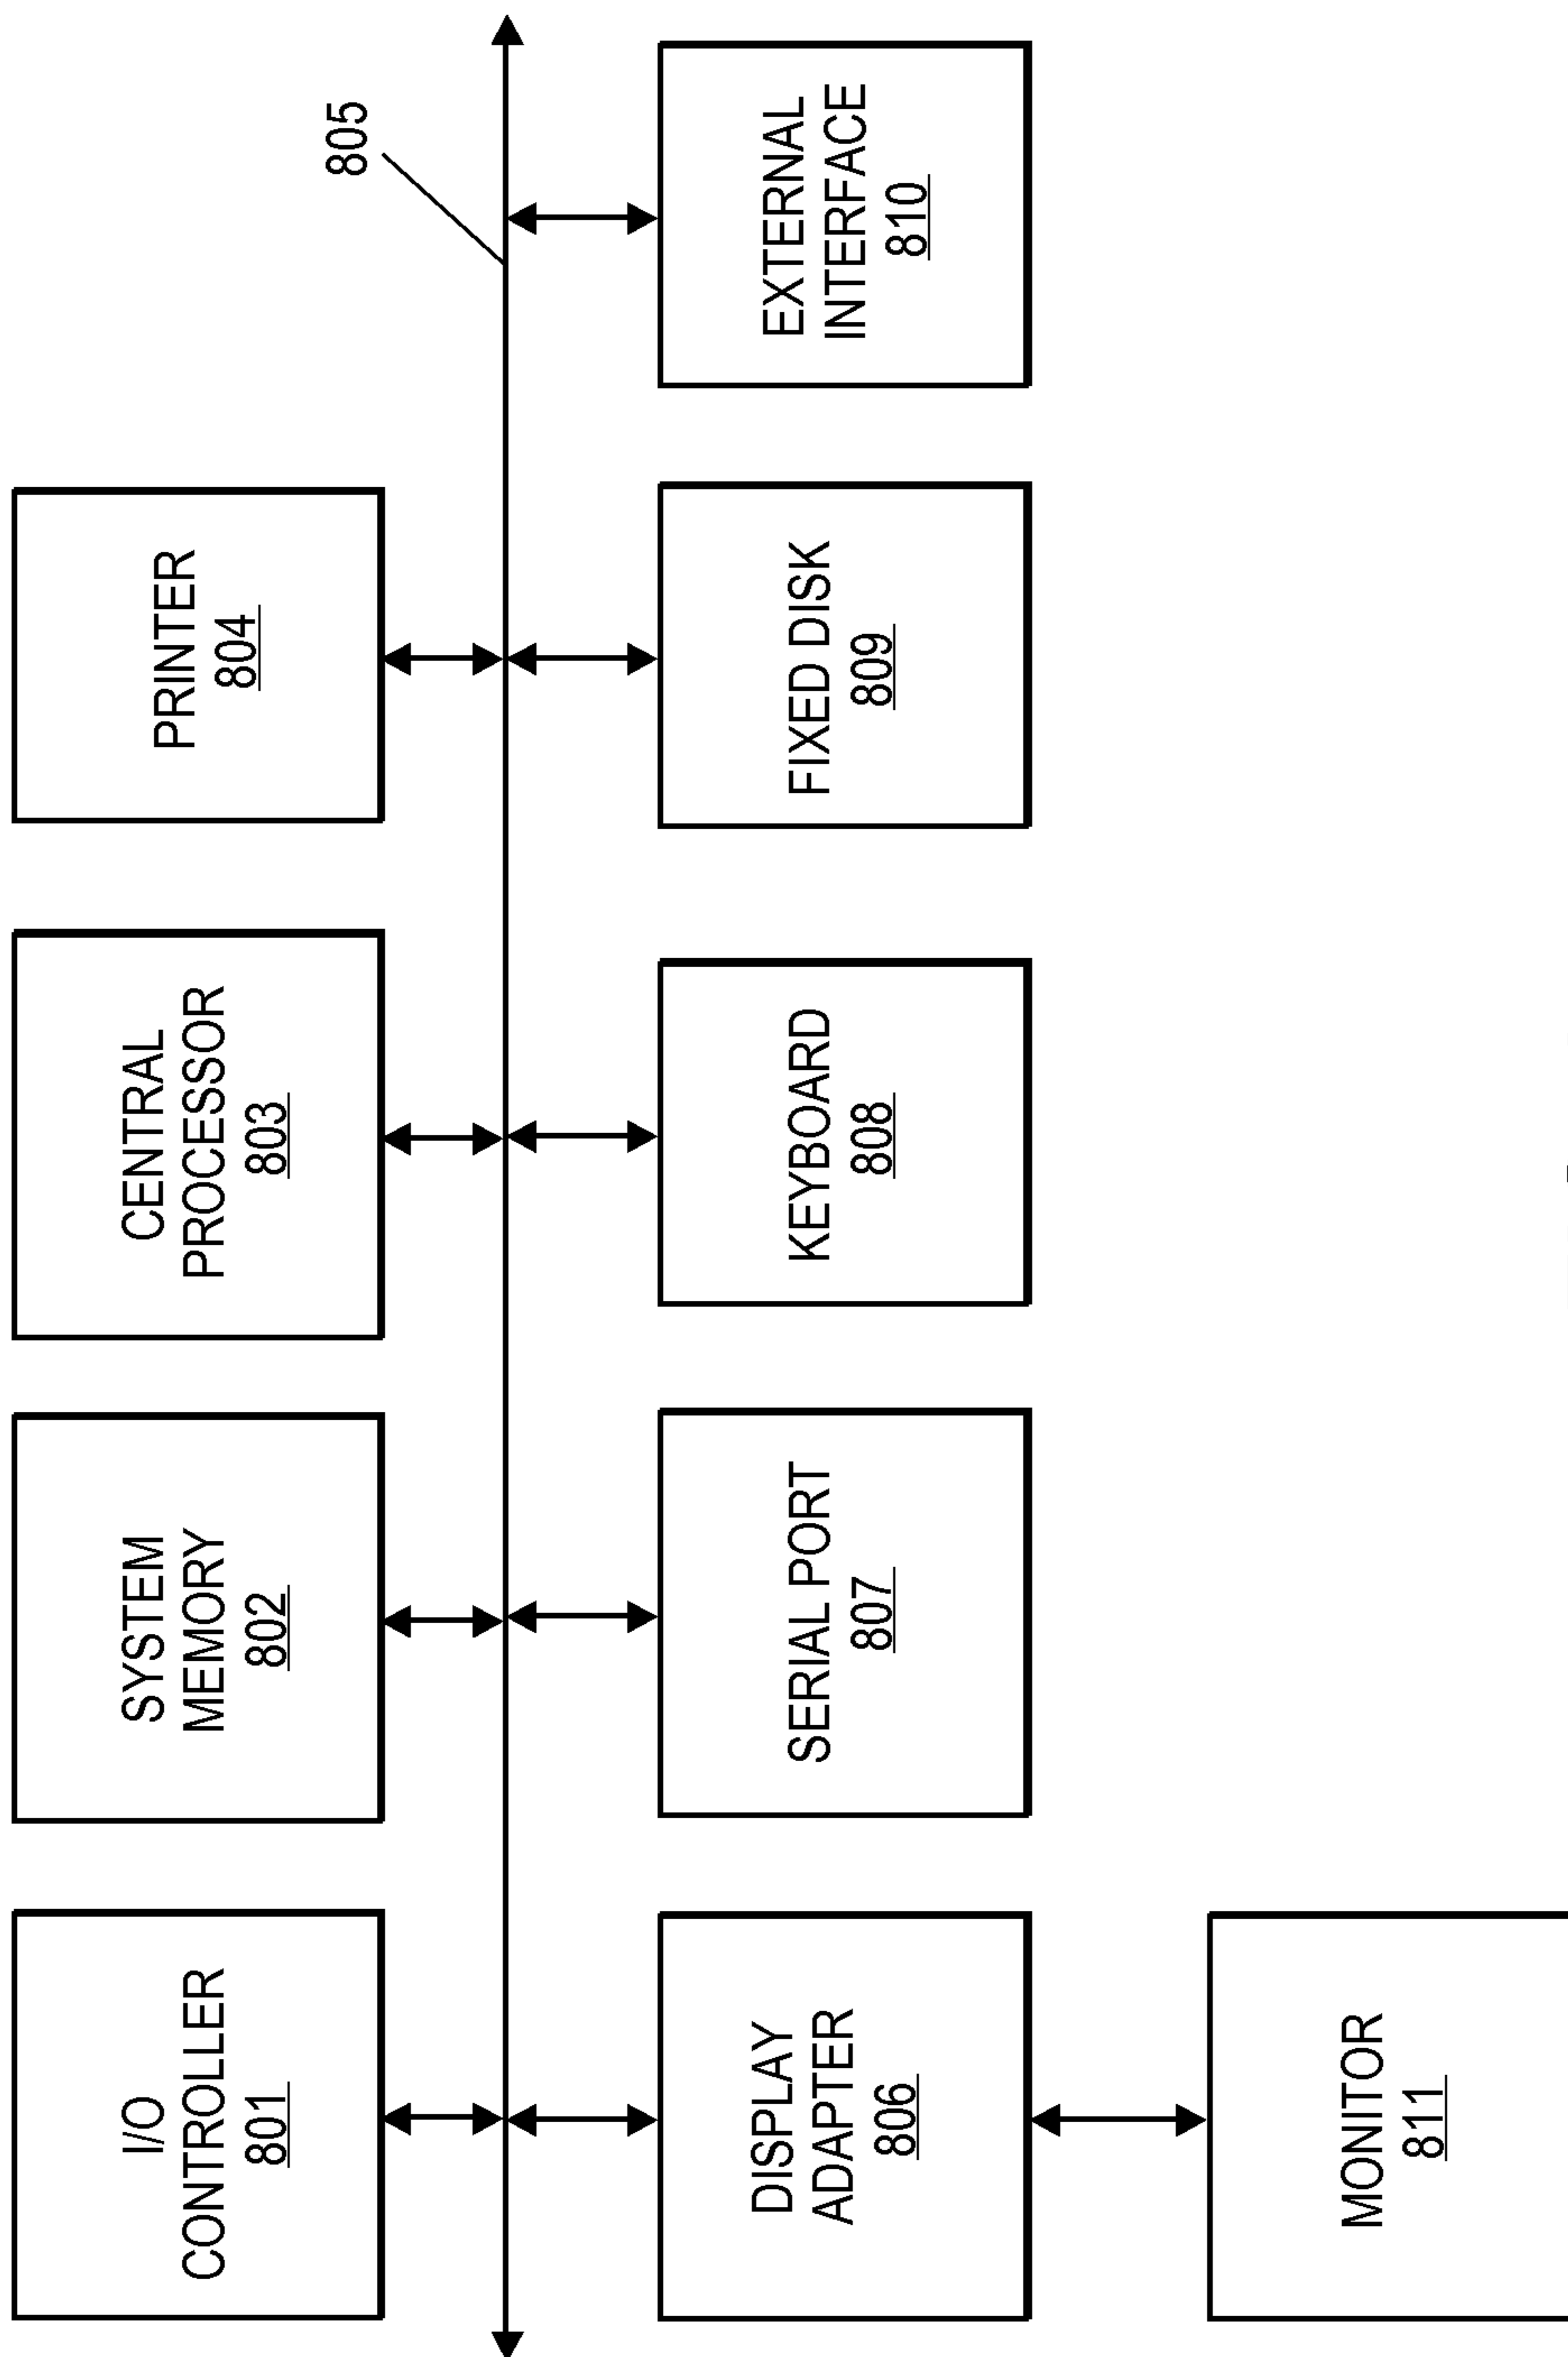 I/O
CONTROLLER
801
SYSTEM
MEMORY
802
CENTRAL
PROCESSOR
803
PRINTER
804
805
DISPLAY
ADAPTER
806
SERIAL PORT
807
KEYBOARD
808
FIXED DISK
809
EXTERNAL
INTERFACE
810
MONITOR
811